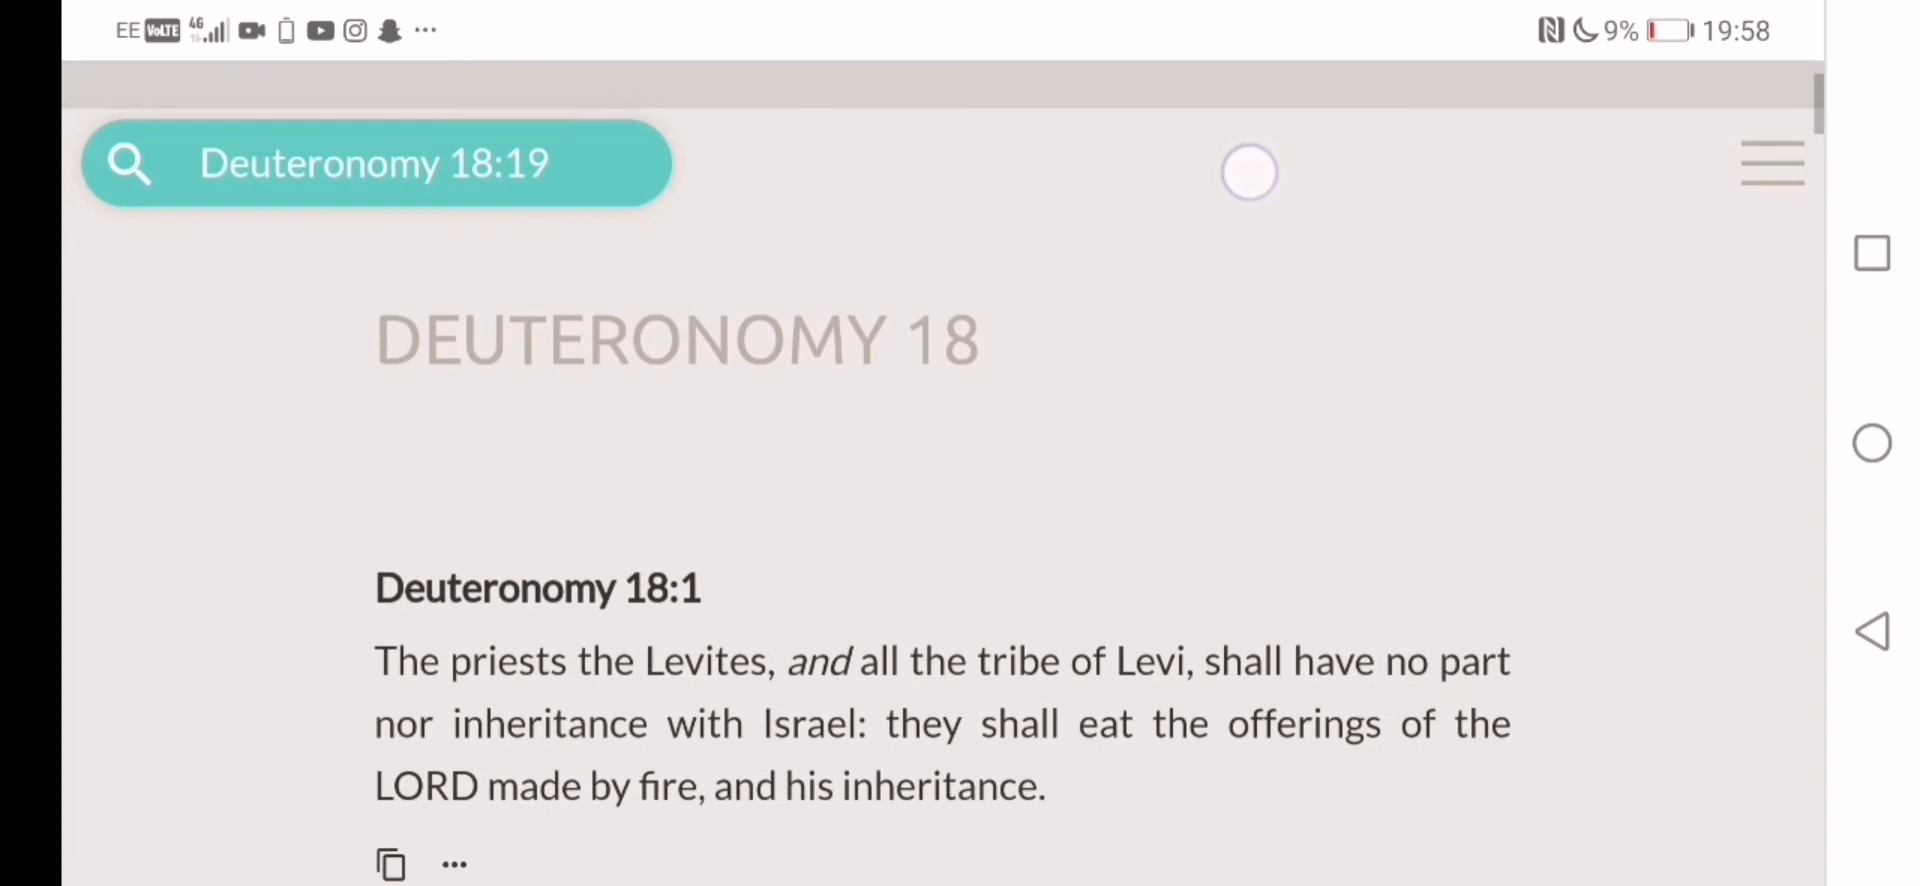 EE VoLTE 4G 9% 19:58
Deuteronomy 18:19
DEUTERONOMY 18
Deuteronomy 18:1
The priests the Levites, and all the tribe of Levi, shall have no part
nor inheritance with Israel: they shall eat the offerings of the
LORD made by fire, and his inheritance.